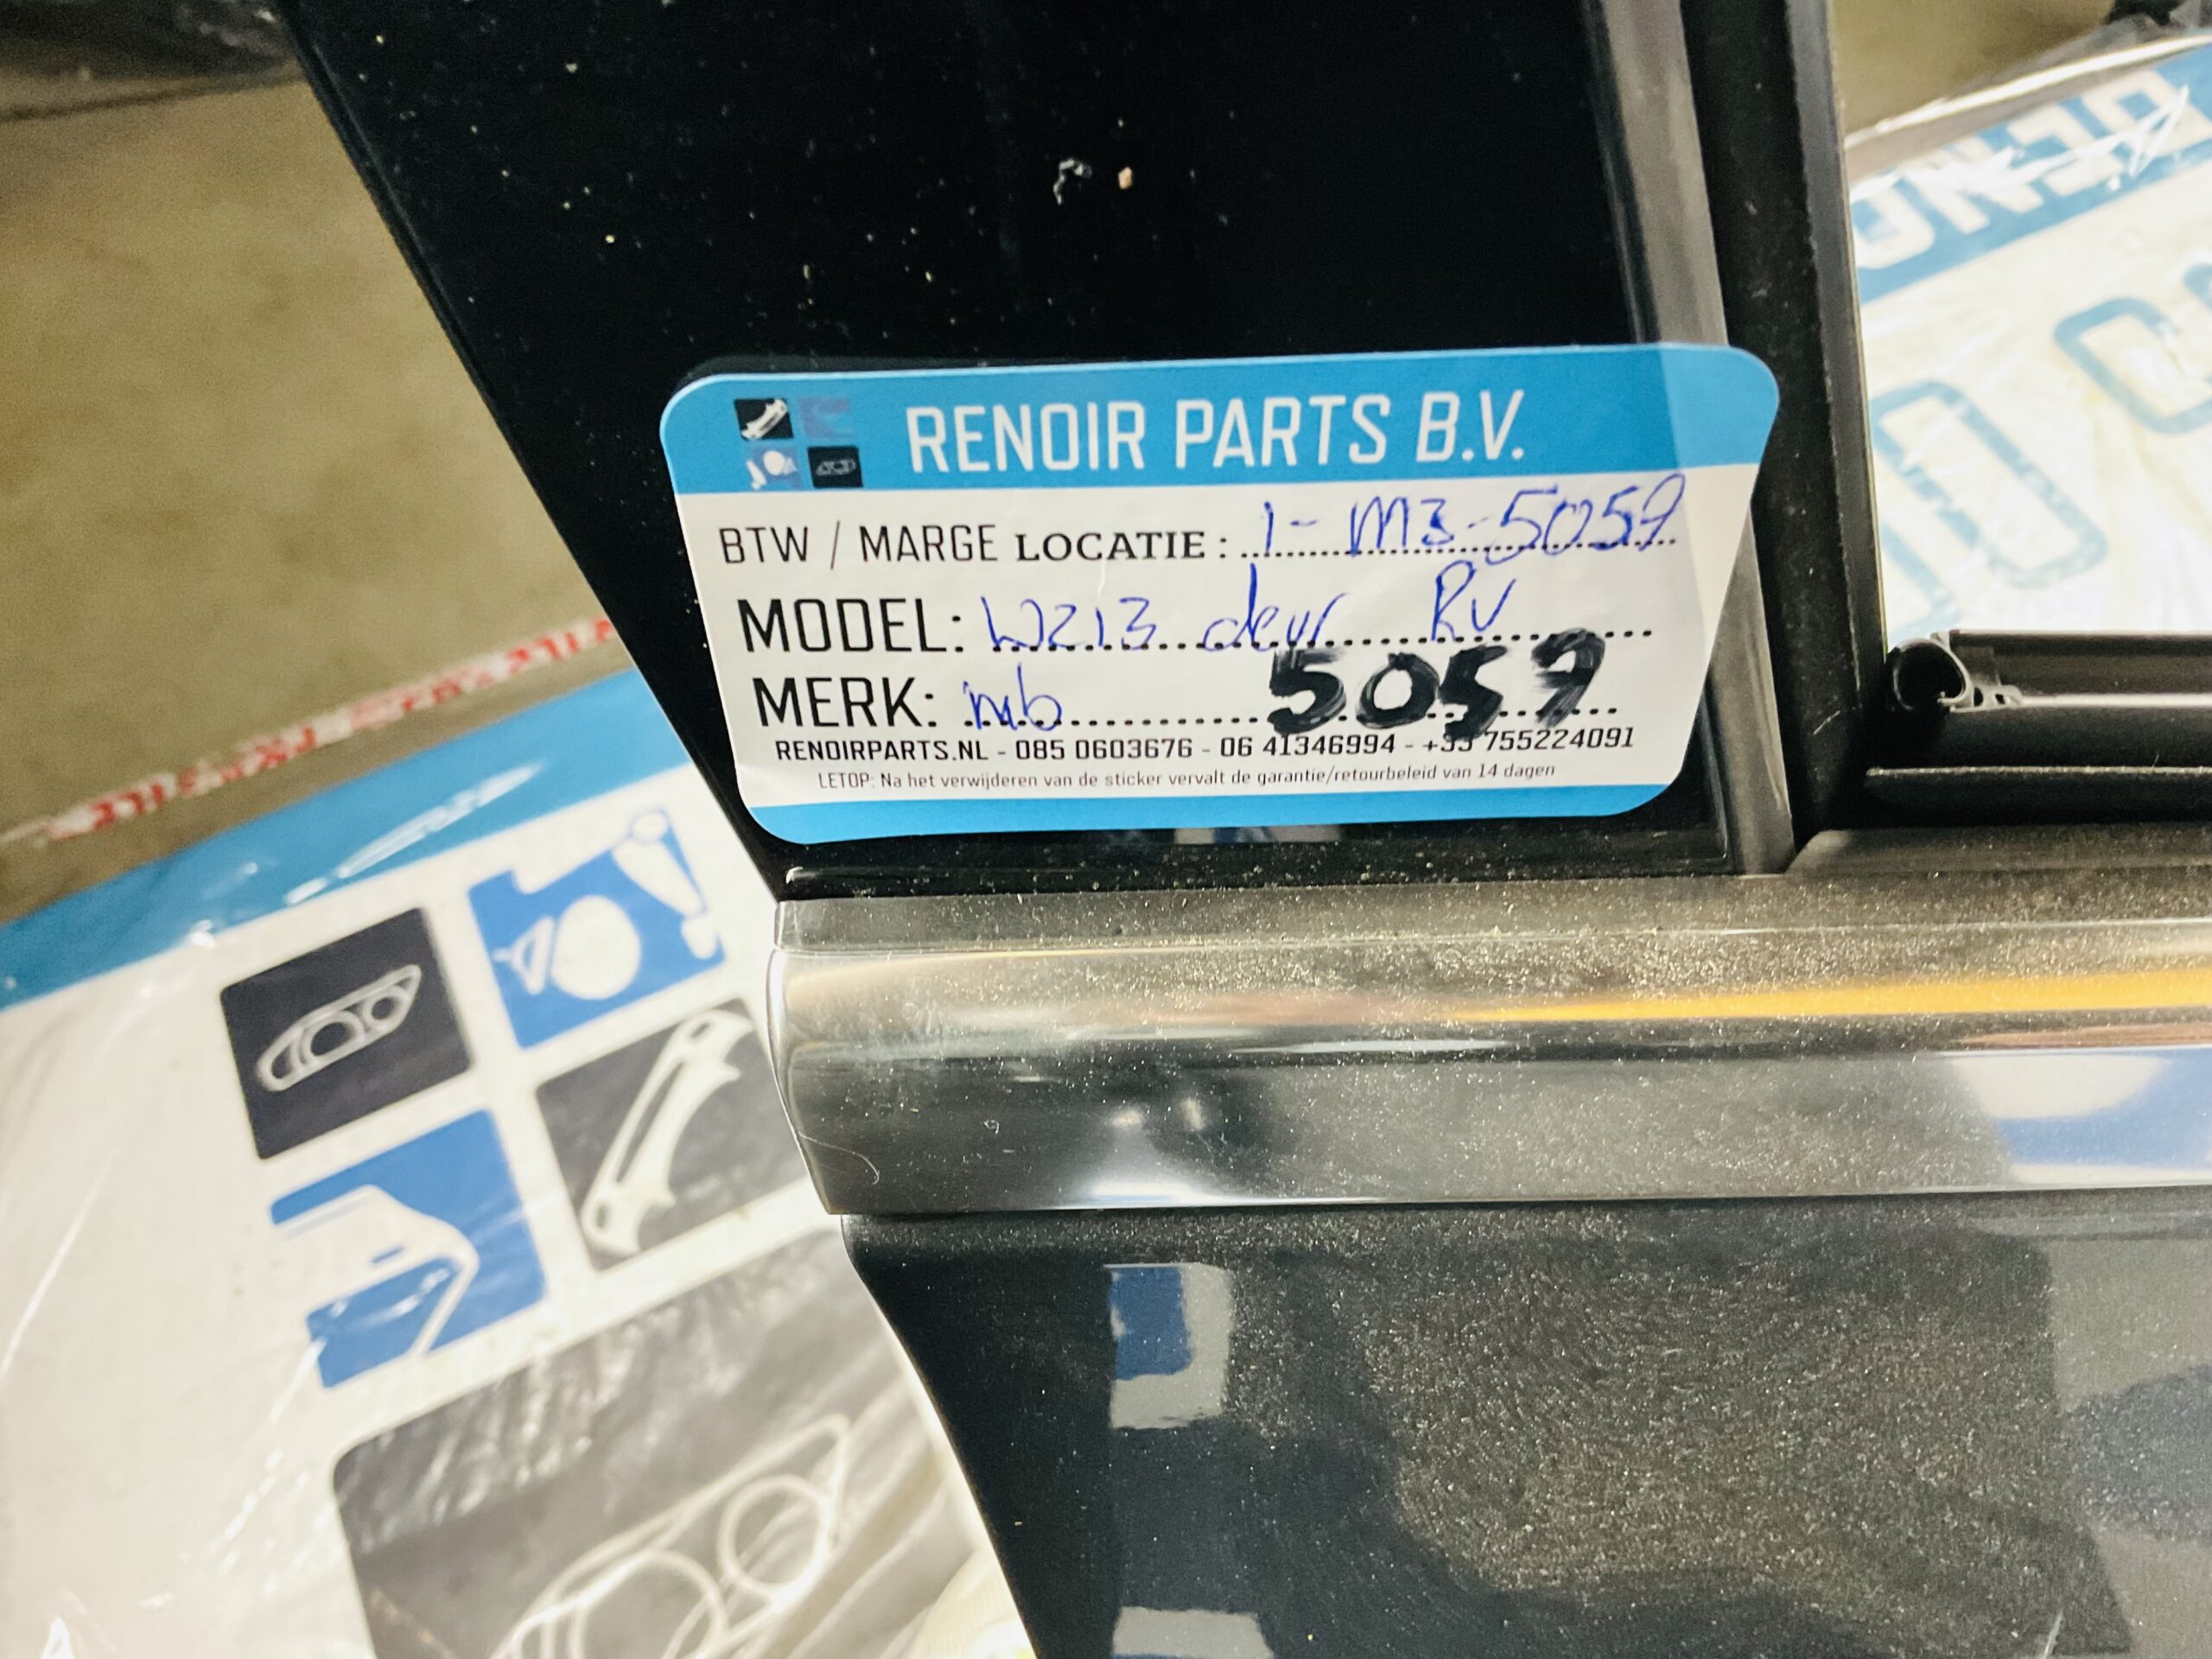 RENOIR PARTS B.V.
BTW / MARGE LOCATIE: 1-M3-5059
MODEL: W213 deur RV
MERK: mb 5059
RENOIRPARTS.NL - 085 0603676 - 06 41346994 - +33 755224091
LETOP: Na het verwijderen van de sticker vervalt de garantie/retourbeleid van 14 dagen